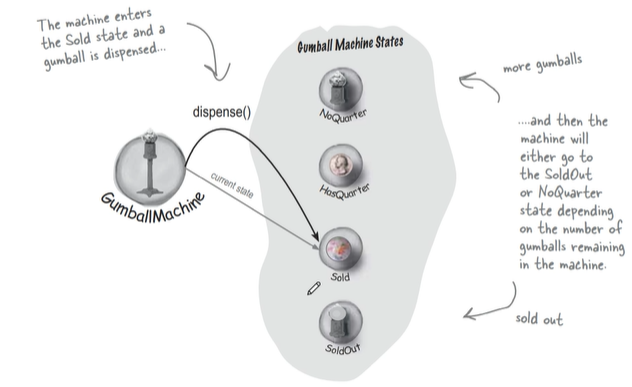 The machine enters
the Sold state and a
gumball is dispensed...
Gumball Machine States
more gumballs
NoQuarter
dispense()
....and then the
machine will
either go to
the SoldOut
or NoQuarter
state depending
on the number of
gumballs remaining
in the machine.
HasQuarter
current state
GumballMachine
Sold
sold out
SoldOut